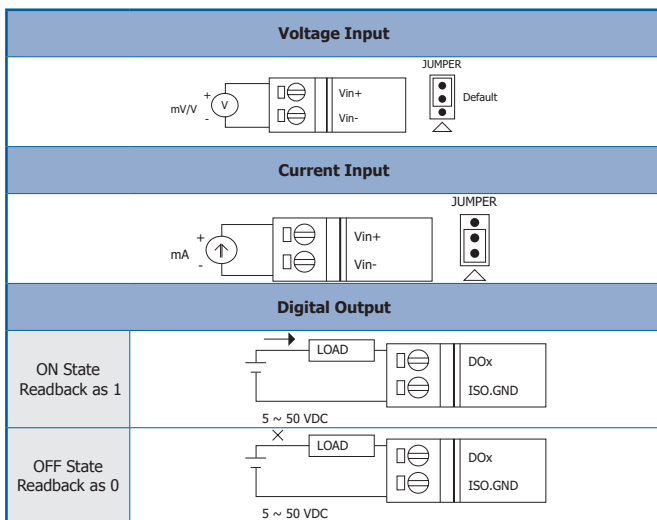 Voltage Input
JUMPER
mV/V
+
-
V
Vin+
Vin-
Default
Current Input
JUMPER
mA
+
-
Vin+
Vin-
Digital Output
ON State
Readback as 1
LOAD
DOx
ISO.GND
5 ~ 50 VDC
OFF State
Readback as 0
LOAD
DOx
ISO.GND
5 ~ 50 VDC